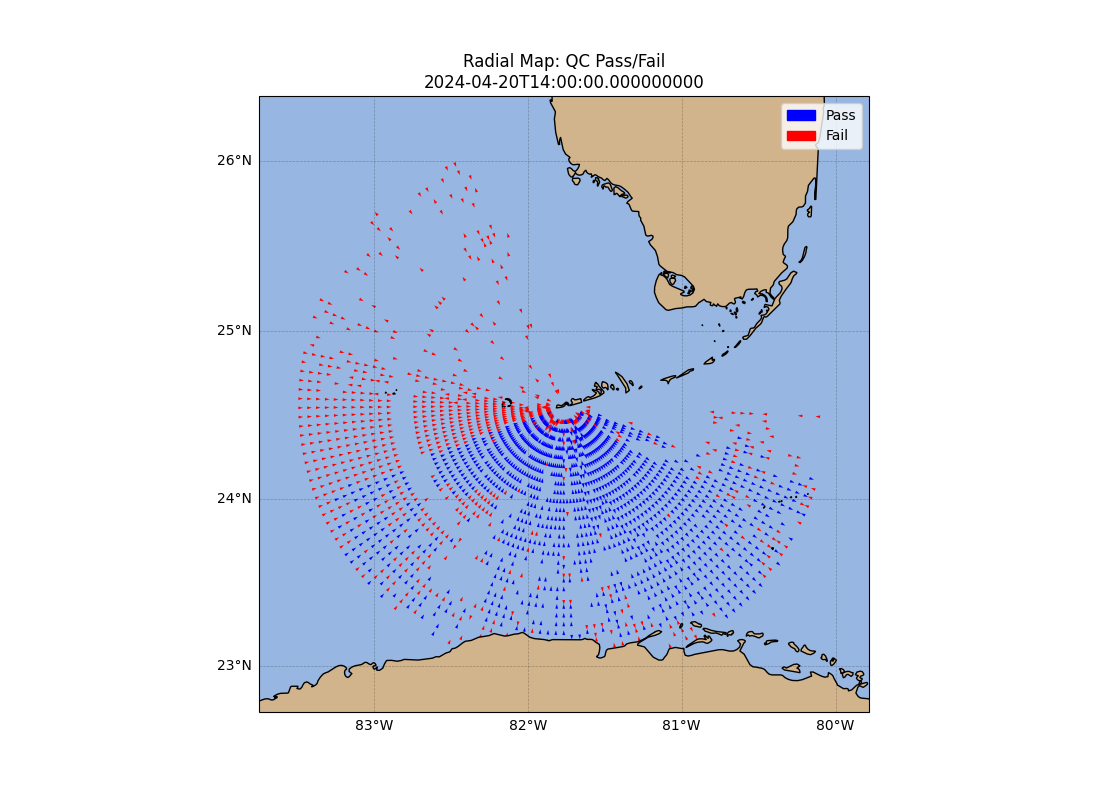 Radial Map: QC Pass/Fail
2024-04-20T14:00:00.000000000
Pass
Fail
26°N
25°N
24°N
23°N
83°W
82°W
81°W
80°W